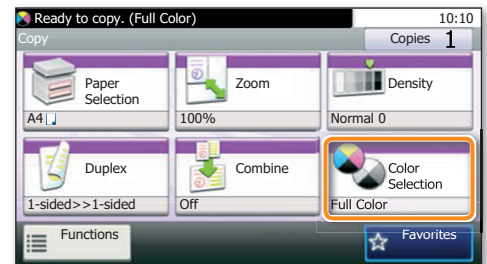 Ready to copy. (Full Color)
10:10
Copy
Copies 1
Paper
Selection
A4
Zoom
100%
Density
Normal 0
Duplex
1-sided>>1-sided
Combine
Off
Color
Selection
Full Color
Functions
Favorites